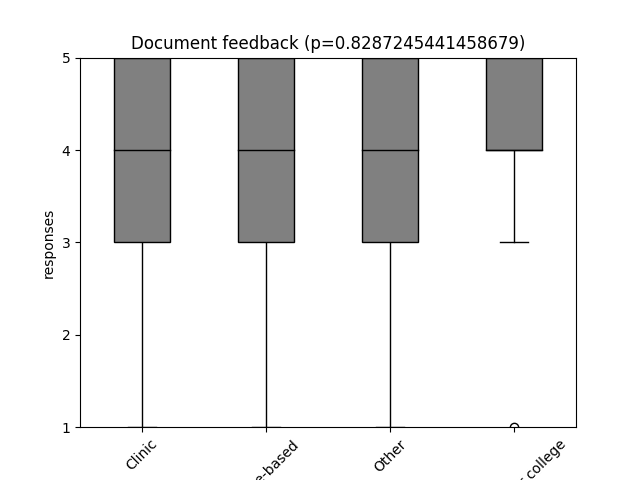 Document feedback (p=0.8287245441458679)
5
4
3
2
1
responses
Clinic
e-based
Other
college